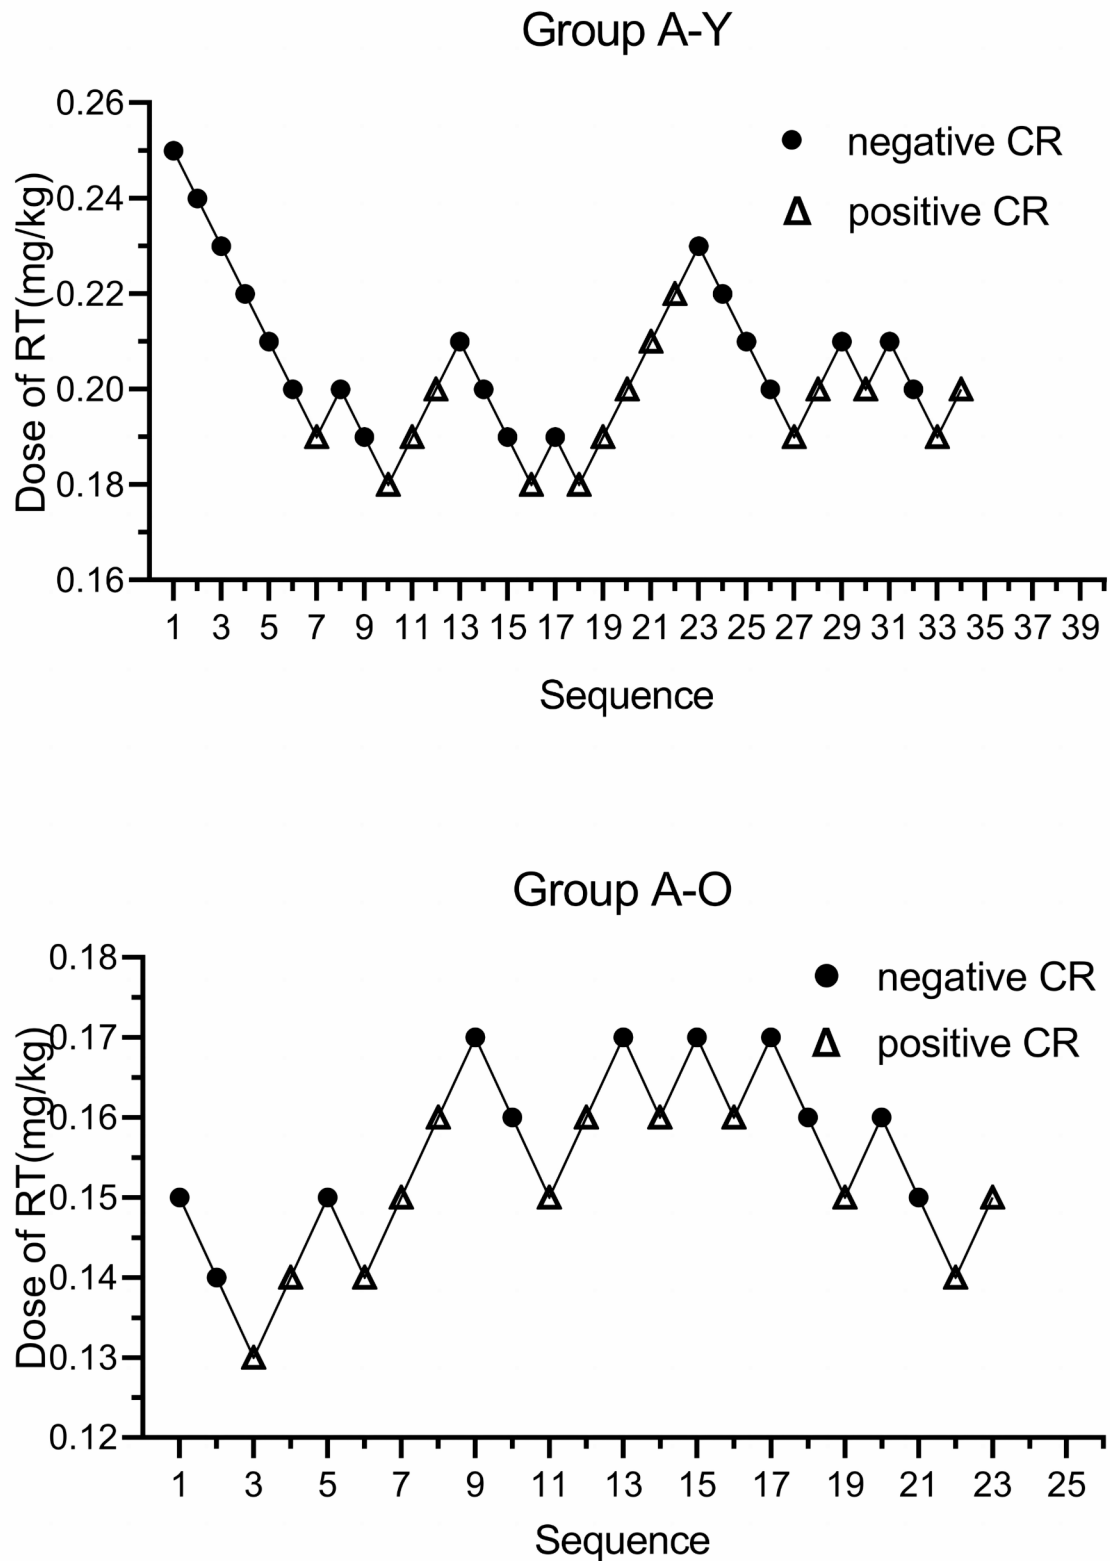 Group A-Y
negative CR
positive CR
Dose of RT(mg/kg)
0.26
0.24
0.22
0.20
0.18
0.16
1 3 5 7 9 11 13 15 17 19 21 23 25 27 29 31 33 35 37 39
Sequence
Group A-O
negative CR
positive CR
Dose of RT(mg/kg)
0.18
0.17
0.16
0.15
0.14
0.13
0.12
1 3 5 7 9 11 13 15 17 19 21 23 25
Sequence